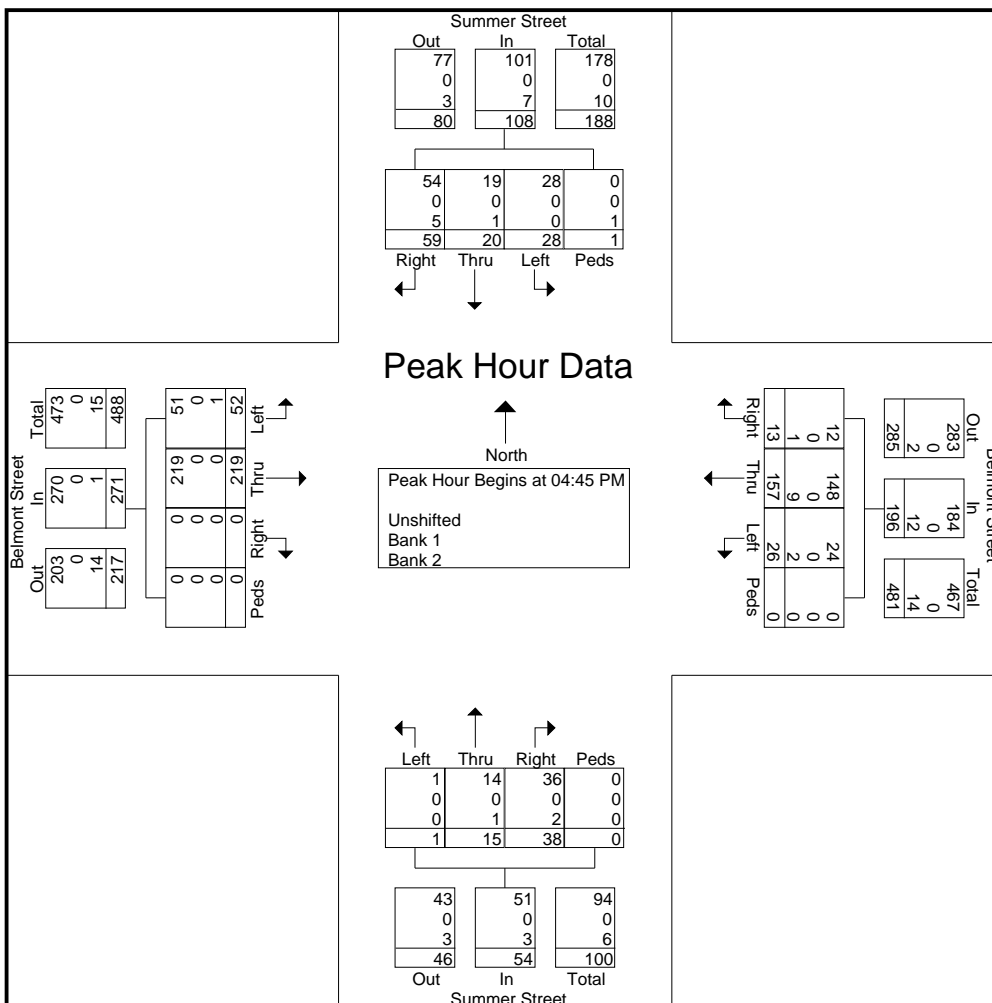 Summer Street
Out In Total
77 101 178
0 0 0
3 7 10
80 108 188
54 19 28 0
0 0 0 0
5 1 0 1
59 20 28 1
Right Thru Left Peds
Peak Hour Data
North
Peak Hour Begins at 04:45 PM
Unshifted
Bank 1
Bank 2
Belmont Street
Total
473 0 15 488
In
270 0 1 271
Out
203 0 14 217
Left
51 0 1 52
Thru
219 0 0 219
Right
0 0 0 0
Peds
0 0 0 0
Right
12 0 1 13
Thru
148 0 9 157
Left
24 0 2 26
Peds
0 0 0 0
Belmont Street
Out
283 0 2 285
In
184 0 12 196
Total
467 0 14 481
Left Thru Right Peds
1 14 36 0
0 0 0 0
0 1 2 0
1 15 38 0
43 51 94
0 0 0
3 3 6
46 54 100
Out In Total
Summer Street